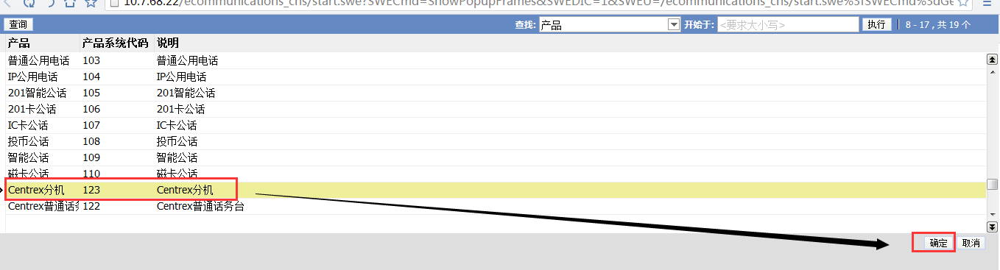 10.7.68.22/ecommunications_chs/start.swe?SWECmd=ShowPopupFrames&SWEDIC=1&SWEU=/ecommunications_chs/start.swe%3fSWECmd%3dGe
查询 查找: 产品 开始于: <要求大小写> 执行 8 - 17 , 共 19 个
产品 产品系统代码 说明
普通公用电话 103 普通公用电话
IP公用电话 104 IP公用电话
201智能公话 105 201智能公话
201卡公话 106 201卡公话
IC卡公话 107 IC卡公话
投币公话 108 投币公话
智能公话 109 智能公话
磁卡公话 110 磁卡公话
Centrex分机 123 Centrex分机
Centrex普通话务 122 Centrex普通话务台
确定 取消